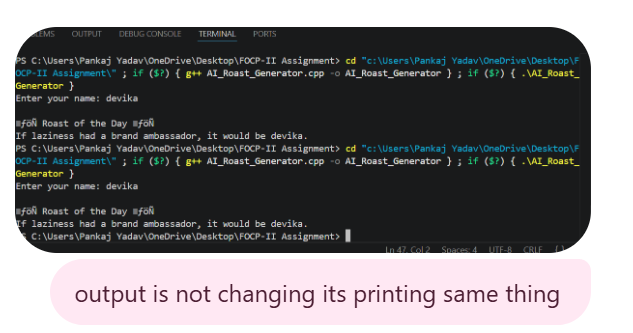 OUTPUT DEBUG CONSOLE TERMINAL PORTS
PS C:\Users\Pankaj Yadav\OneDrive\Desktop\FOCP-II Assignment> cd "c:\Users\Pankaj Yadav\OneDrive\Desktop\F
OCP-II Assignment\" ; if ($?) { g++ AI_Roast_Generator.cpp -o AI_Roast_Generator } ; if ($?) { .\AI_Roast_
Generator }
Enter your name: devika
≡ƒöÑ Roast of the Day ≡ƒöÑ
If laziness had a brand ambassador, it would be devika.
PS C:\Users\Pankaj Yadav\OneDrive\Desktop\FOCP-II Assignment> cd "c:\Users\Pankaj Yadav\OneDrive\Desktop\F
OCP-II Assignment\" ; if ($?) { g++ AI_Roast_Generator.cpp -o AI_Roast_Generator } ; if ($?) { .\AI_Roast_
Generator }
Enter your name: devika
≡ƒöÑ Roast of the Day ≡ƒöÑ
If laziness had a brand ambassador, it would be devika.
PS C:\Users\Pankaj Yadav\OneDrive\Desktop\FOCP-II Assignment>
Ln 47, Col 2 Spaces: 4 UTF-8 CRLF
output is not changing its printing same thing